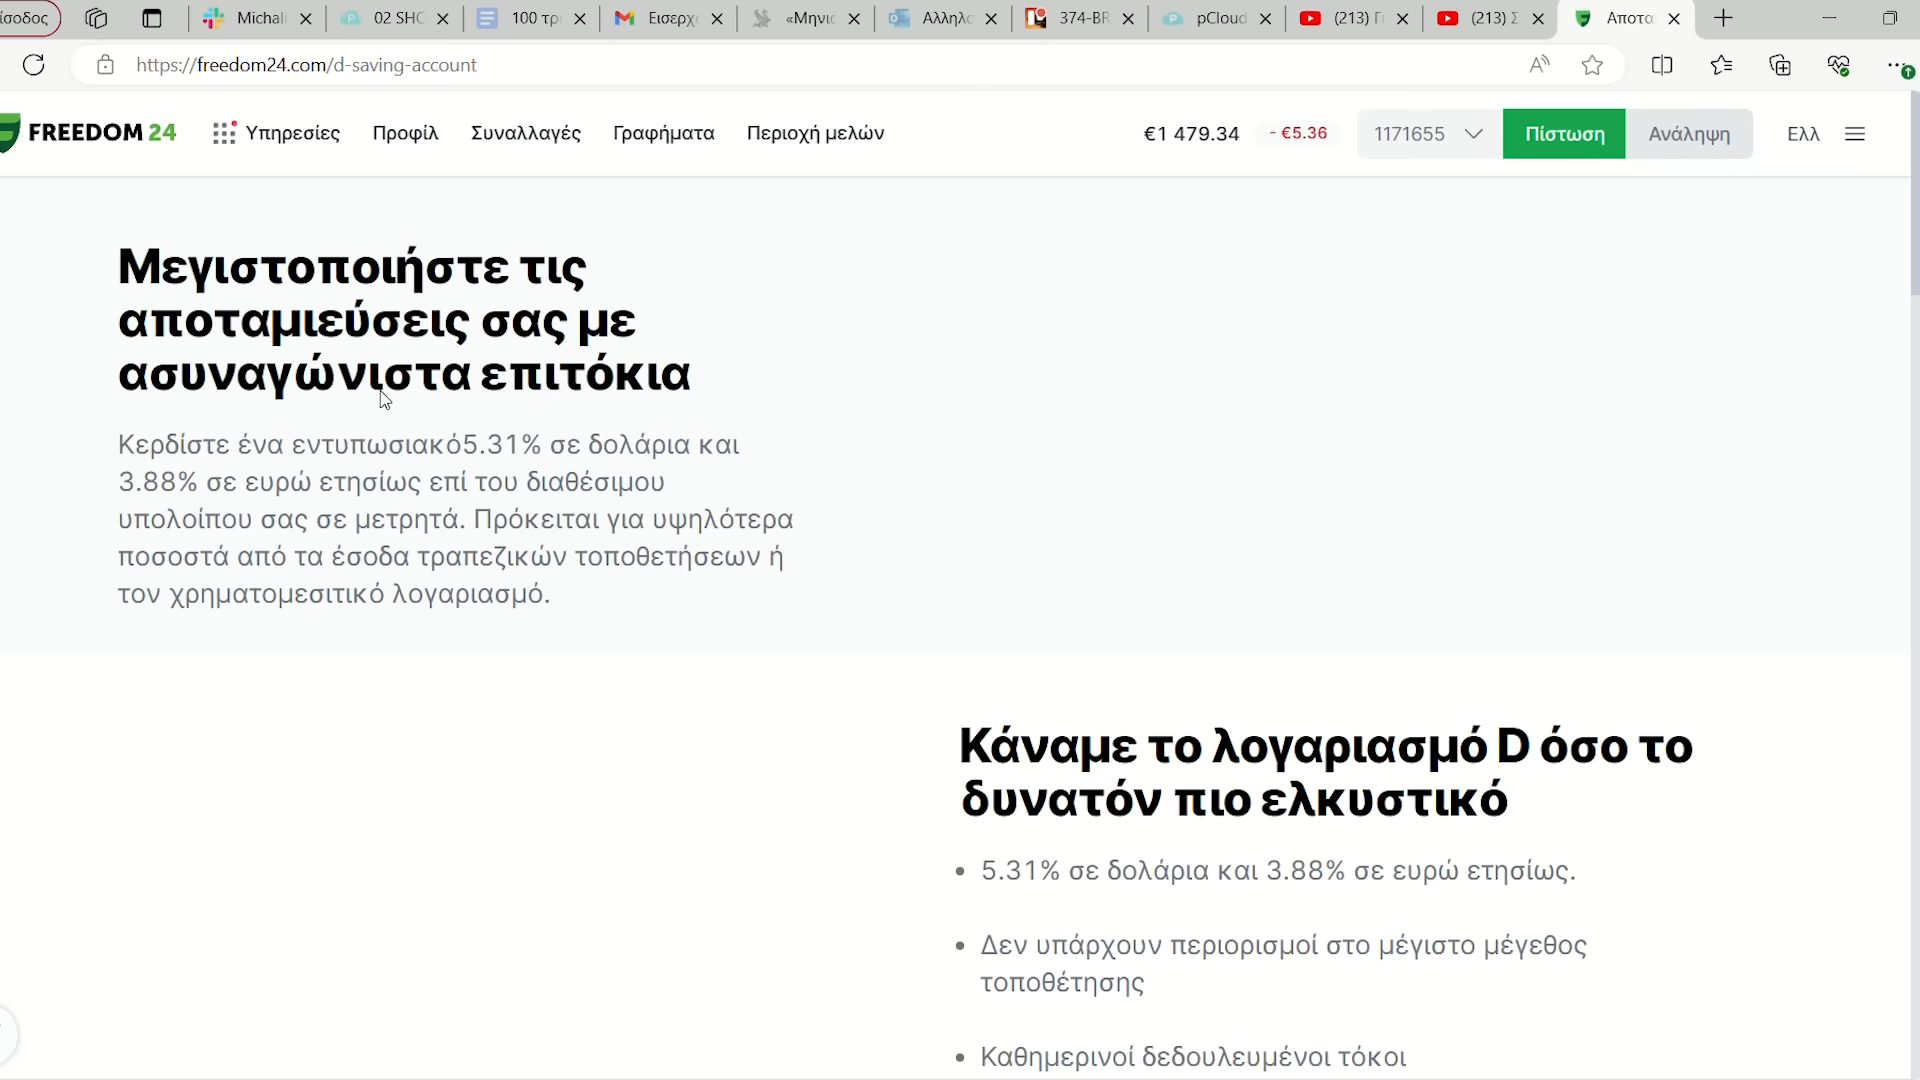 ίσοδος
Michali
02 SHC
100 τρ
Εισερχ
«Μηνι
Αλληλο
374-BR
pCloud
(213) Γ
(213) Σ
Αποτα
https://freedom24.com/d-saving-account
FREEDOM 24
Υπηρεσίες
Προφίλ
Συναλλαγές
Γραφήματα
Περιοχή μελών
€1 479.34
- €5.36
1171655
Πίστωση
Ανάληψη
Ελλ
Μεγιστοποιήστε τις
αποταμιεύσεις σας με
ασυναγώνιστα επιτόκια
Κερδίστε ένα εντυπωσιακό5.31% σε δολάρια και
3.88% σε ευρώ ετησίως επί του διαθέσιμου
υπολοίπου σας σε μετρητά. Πρόκειται για υψηλότερα
ποσοστά από τα έσοδα τραπεζικών τοποθετήσεων ή
τον χρηματομεσιτικό λογαριασμό.
Κάναμε το λογαριασμό D όσο το
δυνατόν πιο ελκυστικό
• 5.31% σε δολάρια και 3.88% σε ευρώ ετησίως.
• Δεν υπάρχουν περιορισμοί στο μέγιστο μέγεθος
τοποθέτησης
• Καθημερινοί δεδουλευμένοι τόκοι